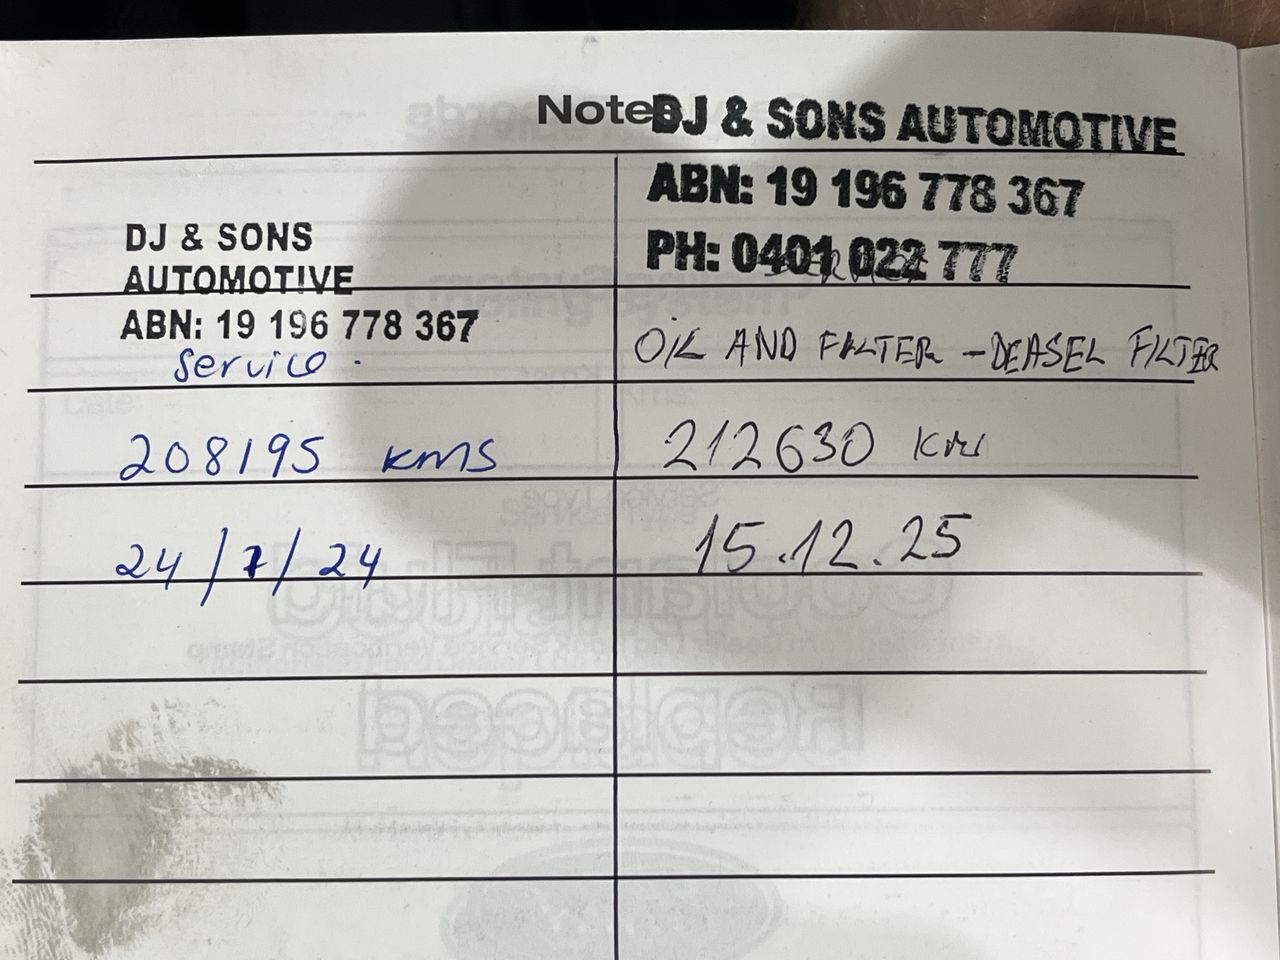 Notes
DJ & SONS
AUTOMOTIVE
ABN: 19 196 778 367
Service.
208195 kms
24/7/24
DJ & SONS AUTOMOTIVE
ABN: 19 196 778 367
PH: 0401 022 777
OIL AND FILTER - DEASEL FILTER
212630 KM
15.12.25